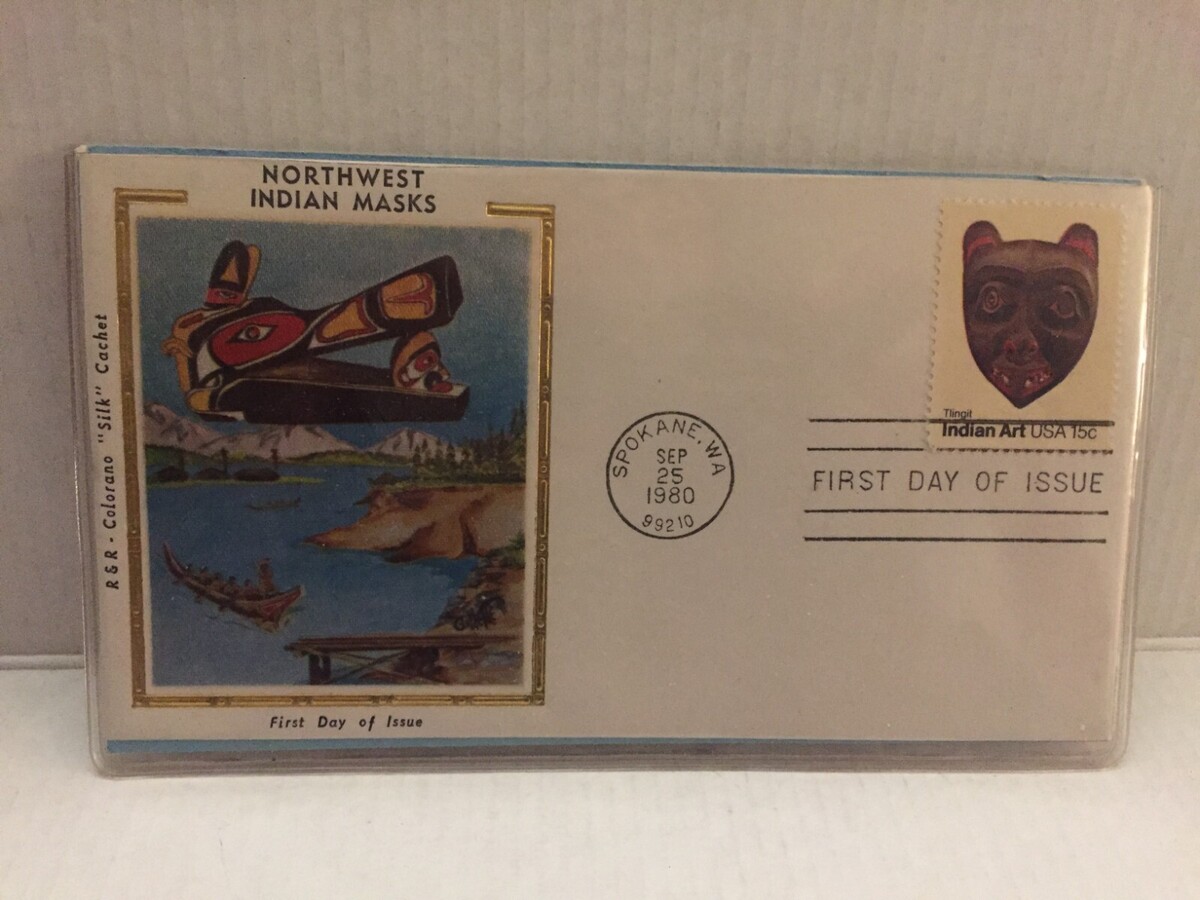 NORTHWEST
INDIAN MASKS
R & R - Colorano "Silk" Cachet
First Day of Issue
SPOKANE, WA
SEP
25
1980
99210
Tlingit
Indian Art USA 15c
FIRST DAY OF ISSUE